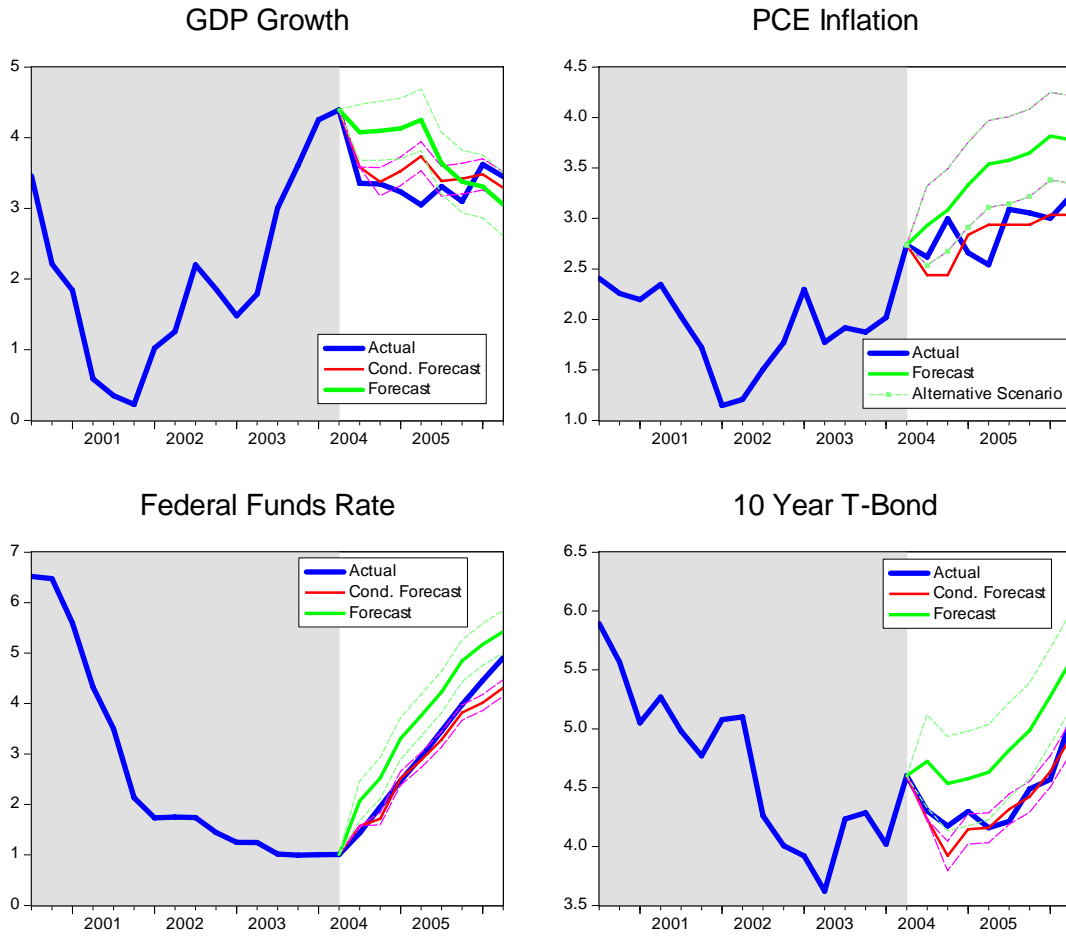 GDP Growth
5
4
3
2
1
0
2001 2002 2003 2004 2005
Actual
Cond. Forecast
Forecast
PCE Inflation
4.5
4.0
3.5
3.0
2.5
2.0
1.5
1.0
2001 2002 2003 2004 2005
Actual
Forecast
Alternative Scenario
Federal Funds Rate
7
6
5
4
3
2
1
0
2001 2002 2003 2004 2005
Actual
Cond. Forecast
Forecast
10 Year T-Bond
6.5
6.0
5.5
5.0
4.5
4.0
3.5
2001 2002 2003 2004 2005
Actual
Cond. Forecast
Forecast